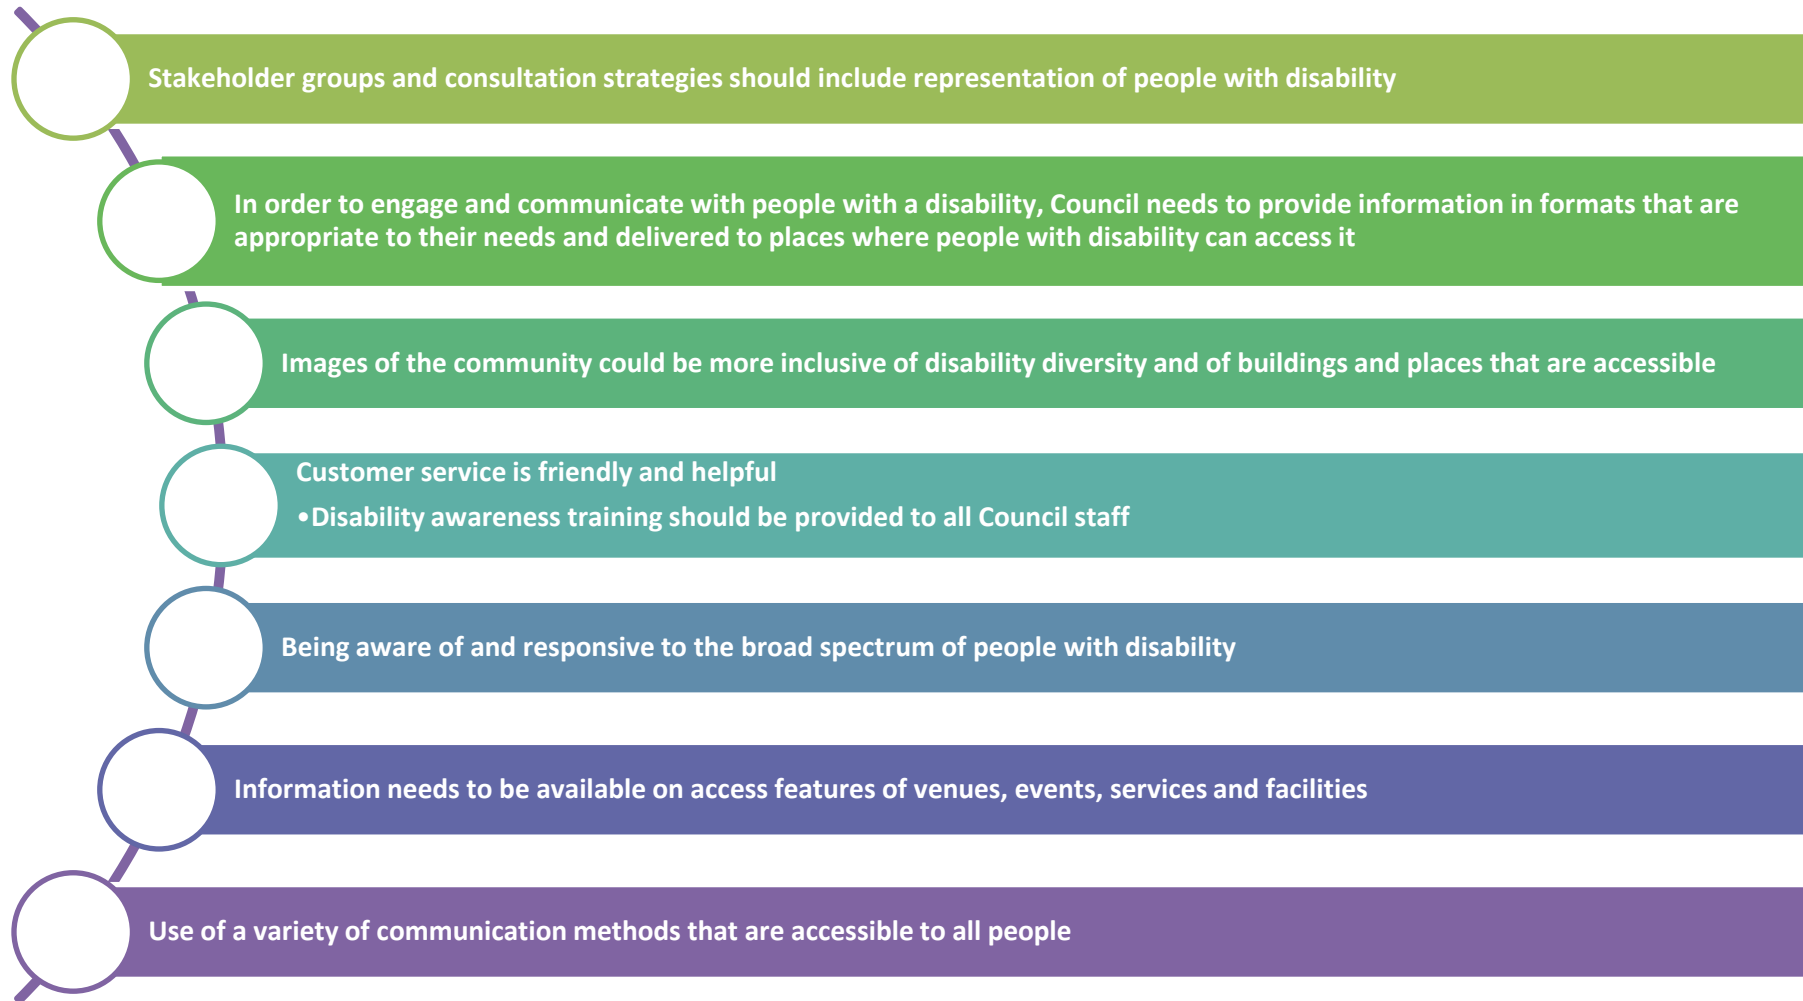 Stakeholder groups and consultation strategies should include representation of people with disability
In order to engage and communicate with people with a disability, Council needs to provide information in formats that are
appropriate to their needs and delivered to places where people with disability can access it
Images of the community could be more inclusive of disability diversity and of buildings and places that are accessible
Customer service is friendly and helpful
•Disability awareness training should be provided to all Council staff
Being aware of and responsive to the broad spectrum of people with disability
Information needs to be available on access features of venues, events, services and facilities
Use of a variety of communication methods that are accessible to all people